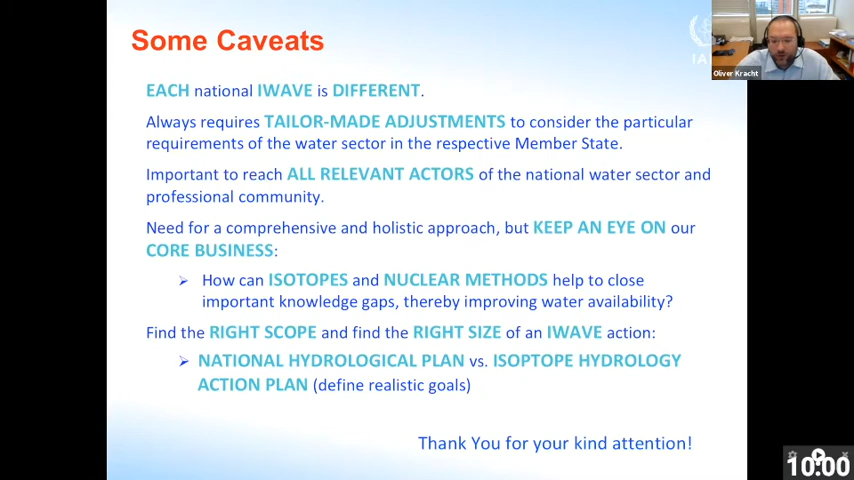 Some Caveats
Oliver Kracht
EACH national IWAVE is DIFFERENT.
Always requires TAILOR-MADE ADJUSTMENTS to consider the particular
requirements of the water sector in the respective Member State.
Important to reach ALL RELEVANT ACTORS of the national water sector and
professional community.
Need for a comprehensive and holistic approach, but KEEP AN EYE ON our
CORE BUSINESS:
How can ISOTOPES and NUCLEAR METHODS help to close
important knowledge gaps, thereby improving water availability?
Find the RIGHT SCOPE and find the RIGHT SIZE of an IWAVE action:
NATIONAL HYDROLOGICAL PLAN vs. ISOPTOPE HYDROLOGY
ACTION PLAN (define realistic goals)
Thank You for your kind attention!
10:00